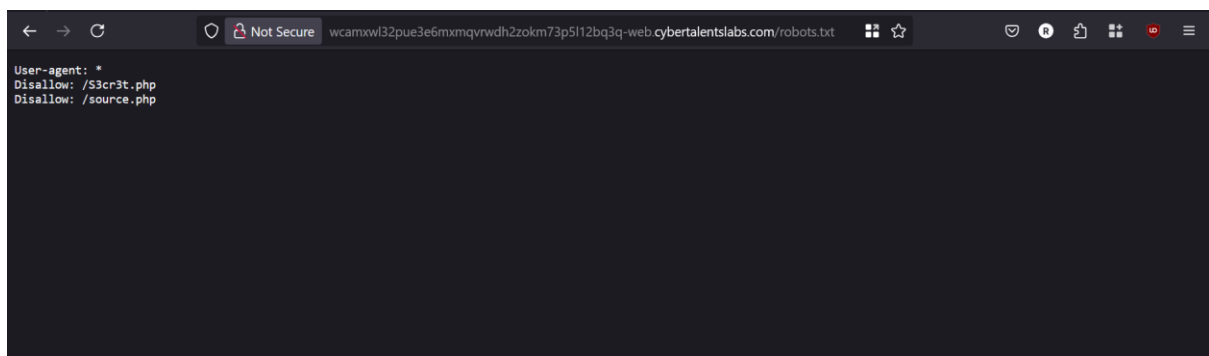 Not Secure wcamxwl32pue3e6mxmqvrwdh2zokm73p5l12bq3q-web.cybertalentslabs.com/robots.txt R
User-agent: *
Disallow: /S3cr3t.php
Disallow: /source.php